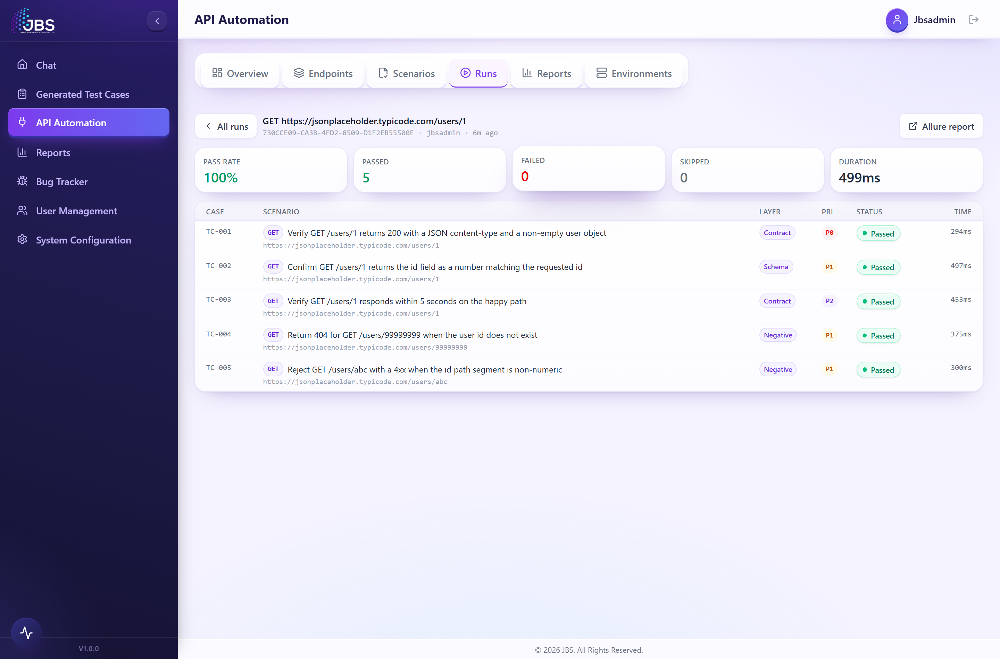 JBS
JADE BUSINESS SERVICES LLC
API Automation
Jbsadmin
Chat
Generated Test Cases
API Automation
Reports
Bug Tracker
User Management
System Configuration
V1.0.0
Overview
Endpoints
Scenarios
Runs
Reports
Environments
All runs
GET https://jsonplaceholder.typicode.com/users/1
730CCE09-CA3B-4FD2-8509-D1F2EB55500E · jbsadmin · 6m ago
Allure report
PASS RATE
100%
PASSED
5
FAILED
0
SKIPPED
0
DURATION
499ms
CASE SCENARIO LAYER PRI STATUS TIME
TC-001 GET Verify GET /users/1 returns 200 with a JSON content-type and a non-empty user object Contract P0 Passed 294ms
https://jsonplaceholder.typicode.com/users/1
TC-002 GET Confirm GET /users/1 returns the id field as a number matching the requested id Schema P1 Passed 497ms
https://jsonplaceholder.typicode.com/users/1
TC-003 GET Verify GET /users/1 responds within 5 seconds on the happy path Contract P2 Passed 453ms
https://jsonplaceholder.typicode.com/users/1
TC-004 GET Return 404 for GET /users/99999999 when the user id does not exist Negative P1 Passed 375ms
https://jsonplaceholder.typicode.com/users/99999999
TC-005 GET Reject GET /users/abc with a 4xx when the id path segment is non-numeric Negative P1 Passed 300ms
https://jsonplaceholder.typicode.com/users/abc
© 2026 JBS. All Rights Reserved.